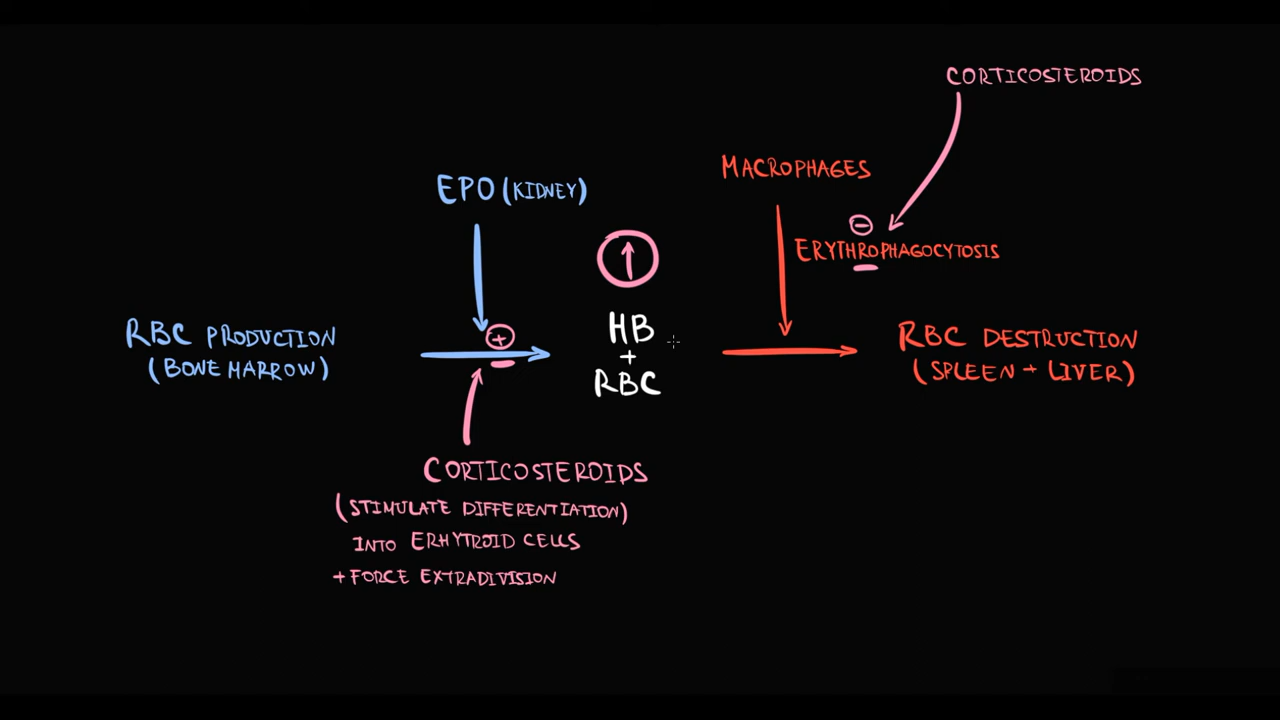 CORTICOSTEROIDS
MACROPHAGES
EPO (KIDNEY)
ERYTHROPHAGOCYTOSIS
RBC PRODUCTION
(BONE MARROW)
HB
+
RBC
RBC DESTRUCTION
(SPLEEN + LIVER)
CORTICOSTEROIDS
(STIMULATE DIFFERENTIATION)
INTO ERHYTROID CELLS
+ FORCE EXTRADIVISION